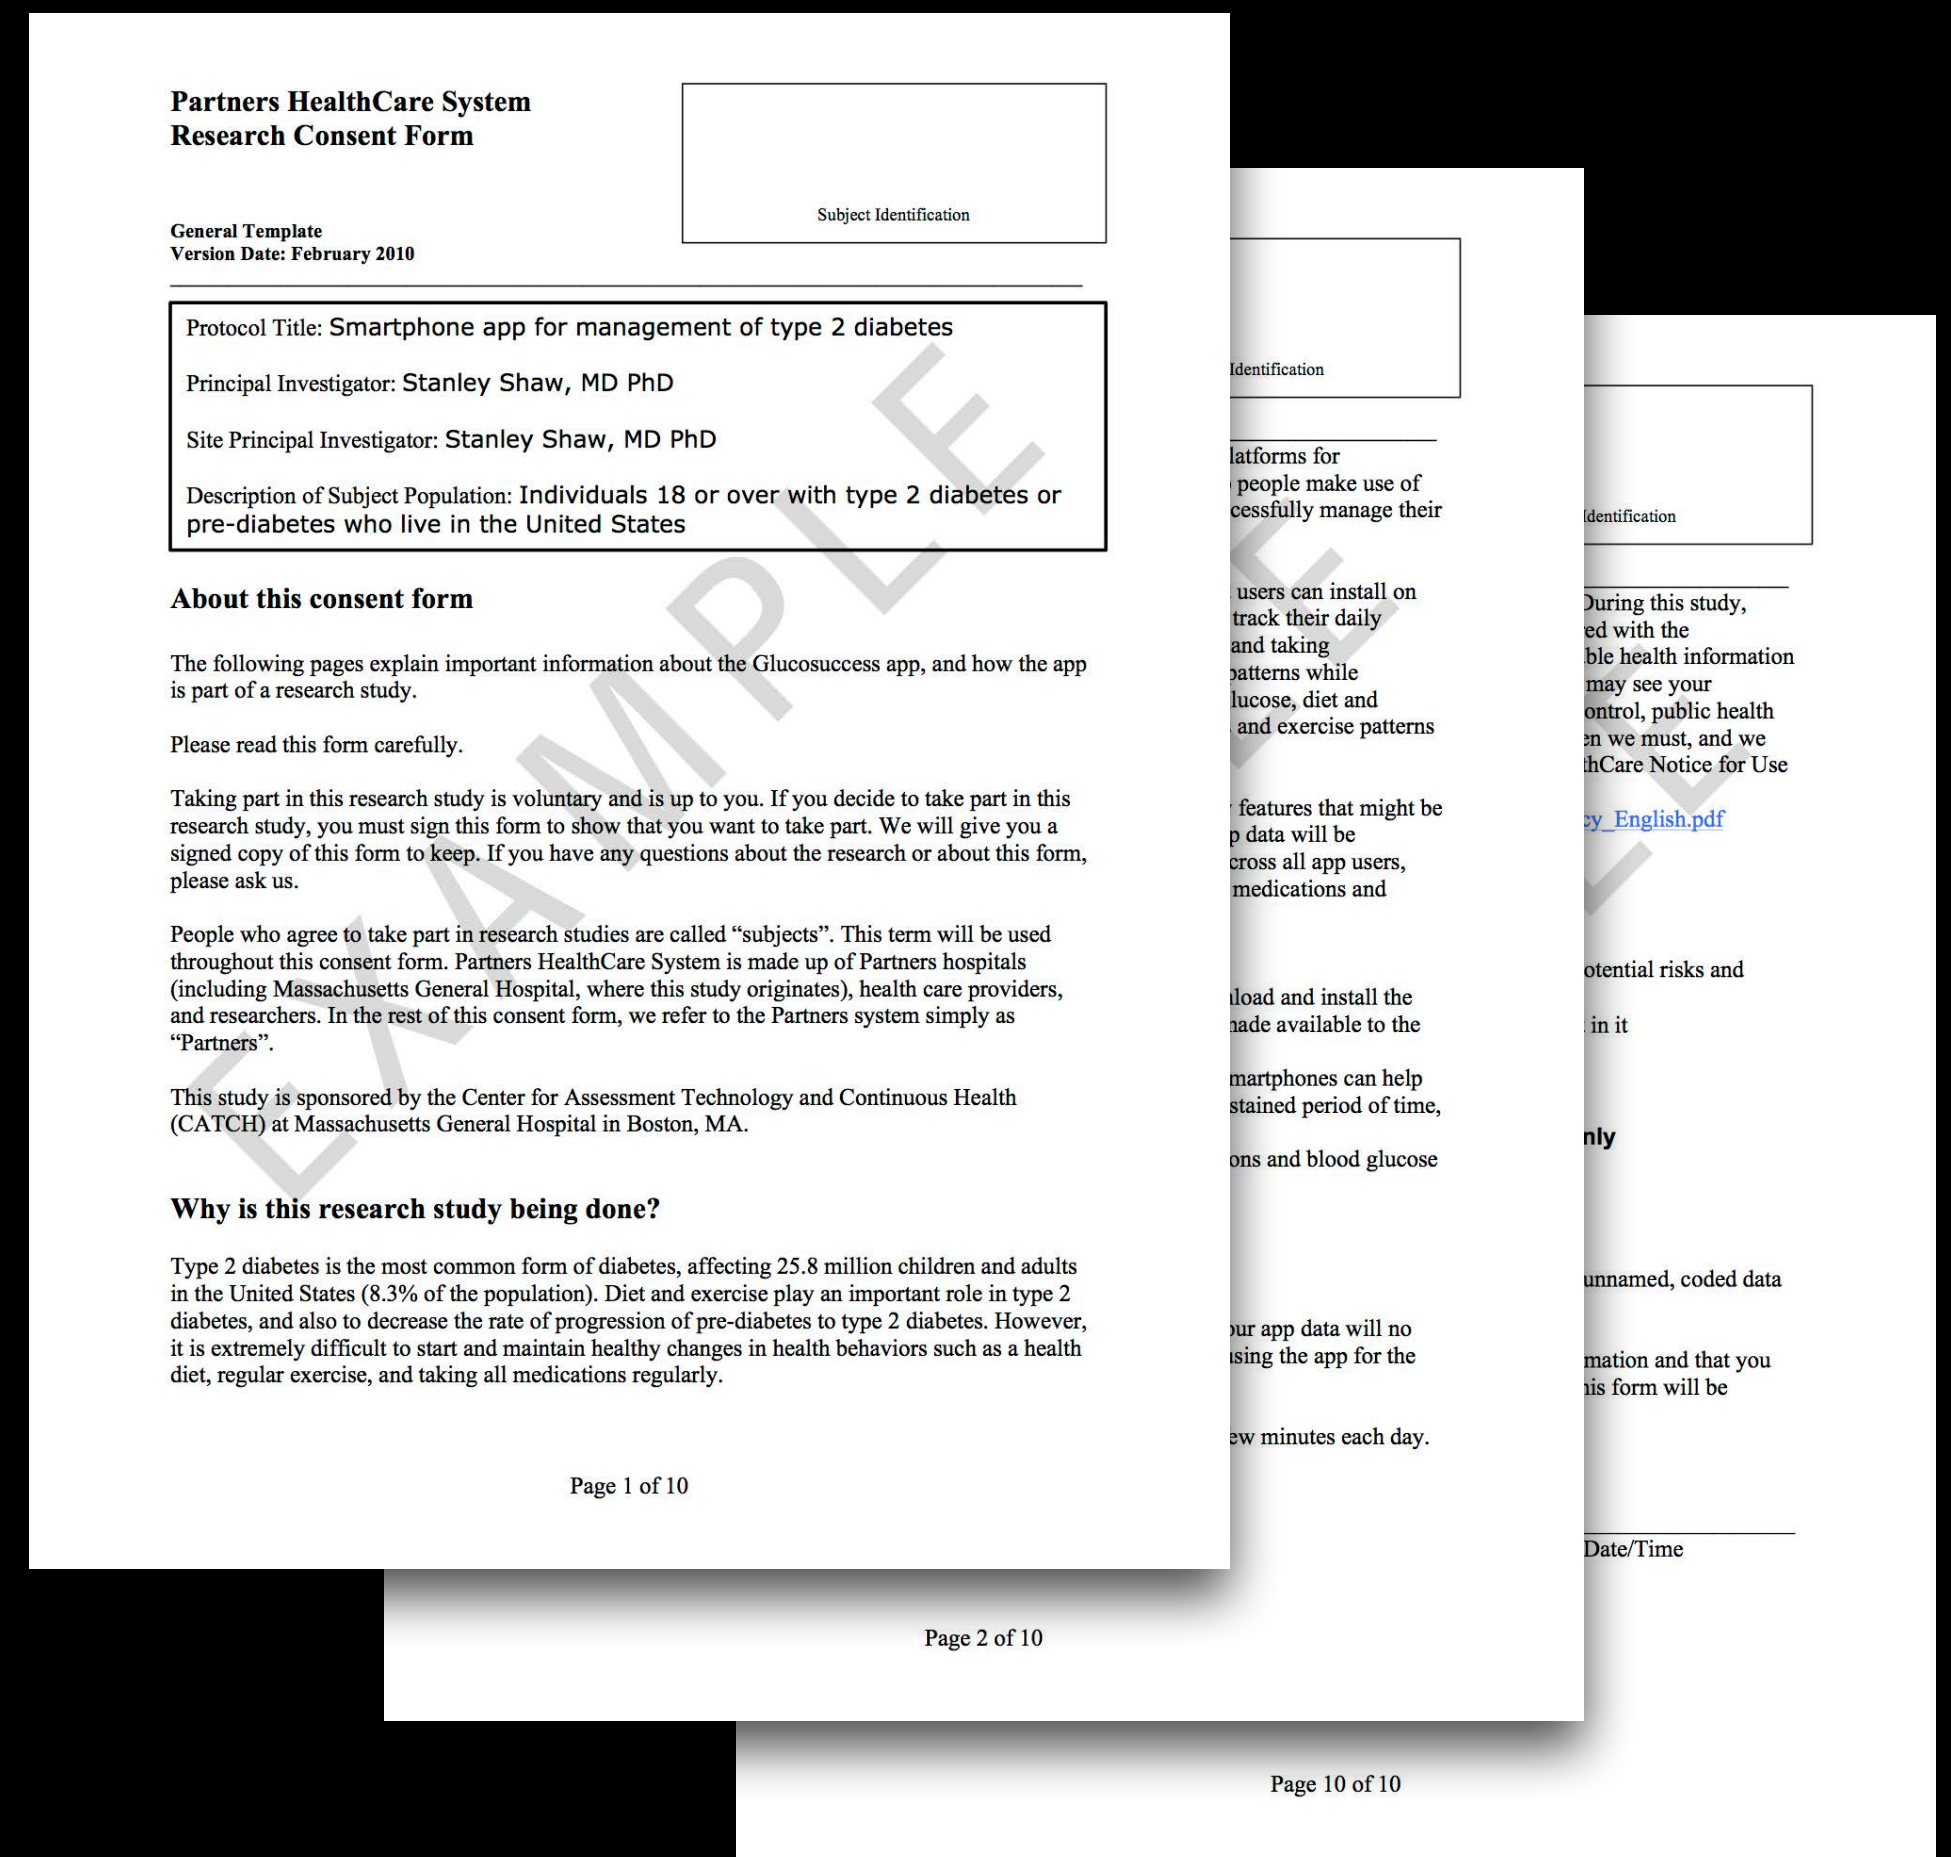 Partners HealthCare System
Research Consent Form
Subject Identification
General Template
Version Date: February 2010
Protocol Title: Smartphone app for management of type 2 diabetes
Principal Investigator: Stanley Shaw, MD PhD
Site Principal Investigator: Stanley Shaw, MD PhD
Description of Subject Population: Individuals 18 or over with type 2 diabetes or
pre-diabetes who live in the United States
About this consent form
The following pages explain important information about the Glucosuccess app, and how the app
is part of a research study.
Please read this form carefully.
Taking part in this research study is voluntary and is up to you. If you decide to take part in this
research study, you must sign this form to show that you want to take part. We will give you a
signed copy of this form to keep. If you have any questions about the research or about this form,
please ask us.
People who agree to take part in research studies are called “subjects”. This term will be used
throughout this consent form. Partners HealthCare System is made up of Partners hospitals
(including Massachusetts General Hospital, where this study originates), health care providers,
and researchers. In the rest of this consent form, we refer to the Partners system simply as
“Partners”.
This study is sponsored by the Center for Assessment Technology and Continuous Health
(CATCH) at Massachusetts General Hospital in Boston, MA.
Why is this research study being done?
Type 2 diabetes is the most common form of diabetes, affecting 25.8 million children and adults
in the United States (8.3% of the population). Diet and exercise play an important role in type 2
diabetes, and also to decrease the rate of progression of pre-diabetes to type 2 diabetes. However,
it is extremely difficult to start and maintain healthy changes in health behaviors such as a health
diet, regular exercise, and taking all medications regularly.
Page 1 of 10
EXAMPLE
Identification
latforms for
people make use of
cessfully manage their
users can install on
track their daily
and taking
patterns while
lucose, diet and
and exercise patterns
features that might be
p data will be
cross all app users,
medications and
load and install the
made available to the
martphones can help
stained period of time,
ons and blood glucose
our app data will no
using the app for the
ew minutes each day.
Page 2 of 10
LE
Identification
During this study,
ed with the
ble health information
may see your
ontrol, public health
en we must, and we
thCare Notice for Use
cy_English.pdf
otential risks and
in it
nly
unnamed, coded data
mation and that you
his form will be
Date/Time
Page 10 of 10
LE